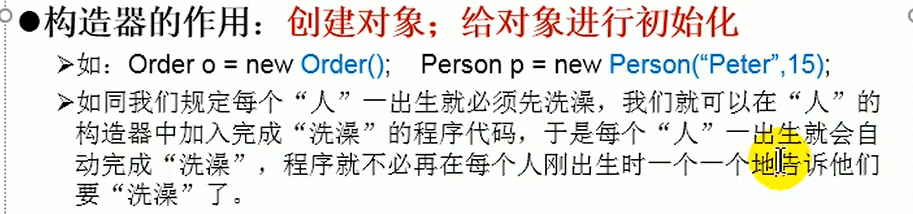 ●构造器的作用：创建对象；给对象进行初始化
➢如：Order o = new Order(); Person p = new Person(“Peter”,15);
➢如同我们规定每个“人”一出生就必须先洗澡，我们就可以在“人”的
构造器中加入完成“洗澡”的程序代码，于是每个“人”一出生就会自
动完成“洗澡”，程序就不必再在每个人刚出生时一个一个地告诉他们
要“洗澡”了。